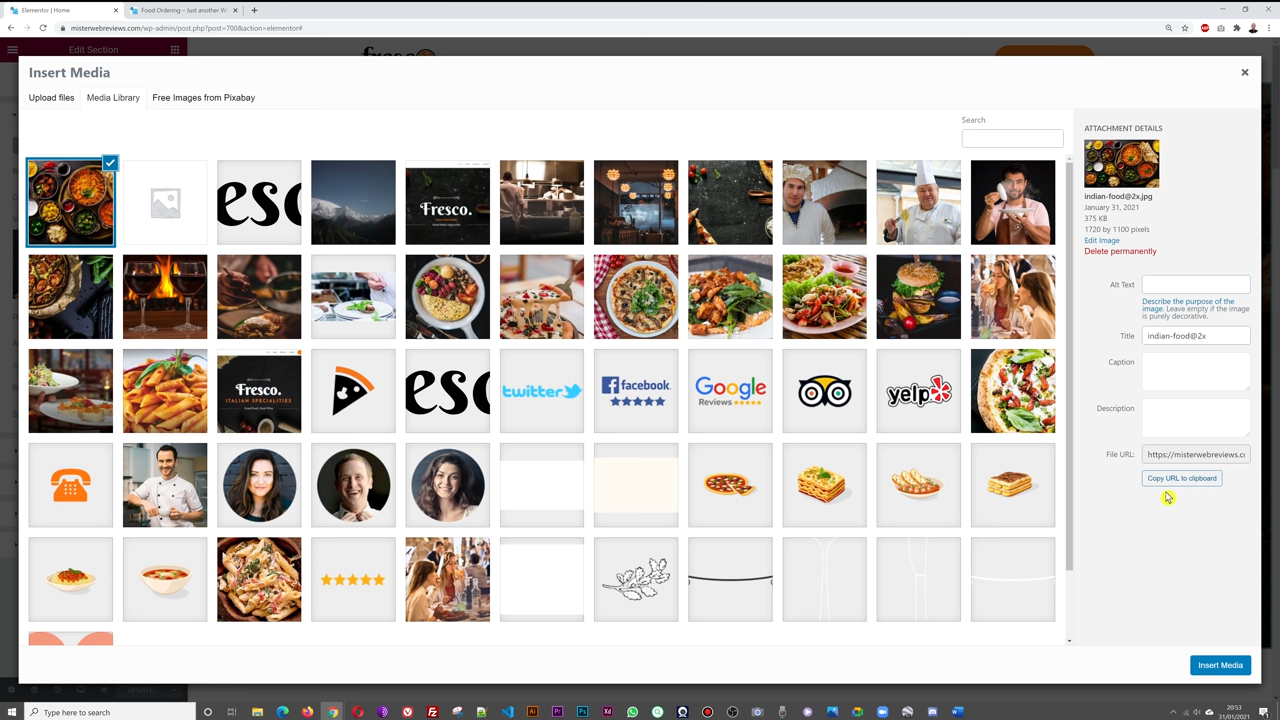 Elementor | Home
Food Ordering – Just another W
misterwebreviews.com/wp-admin/post.php?post=700&action=elementor#
Edit Section
Insert Media
Upload files
Media Library
Free Images from Pixabay
Search
ATTACHMENT DETAILS
indian-food@2x.jpg
January 31, 2021
375 KB
1720 by 1100 pixels
Edit Image
Delete permanently
Alt Text
Describe the purpose of the
image. Leave empty if the image
is purely decorative.
Title
indian-food@2x
Caption
Description
File URL:
https://misterwebreviews.cc
Copy URL to clipboard
esc
Fresco.
Fresco.
ITALIAN SPECIALITIES
esc
twitter
facebook
Google
Reviews
yelp
Insert Media
UPDATE
Type here to search
20:53
31/01/2021